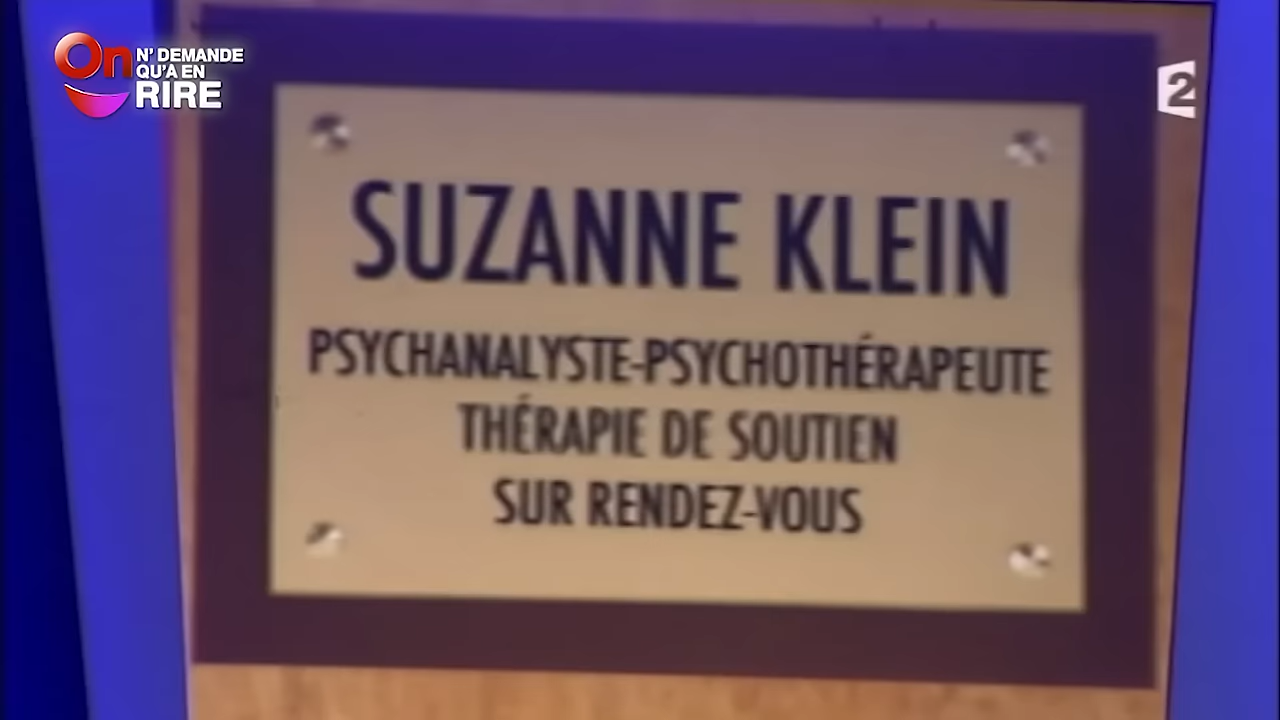 On N' DEMANDE
QU'A EN
RIRE
2
SUZANNE KLEIN
PSYCHANALYSTE-PSYCHOTHÉRAPEUTE
THÉRAPIE DE SOUTIEN
SUR RENDEZ-VOUS